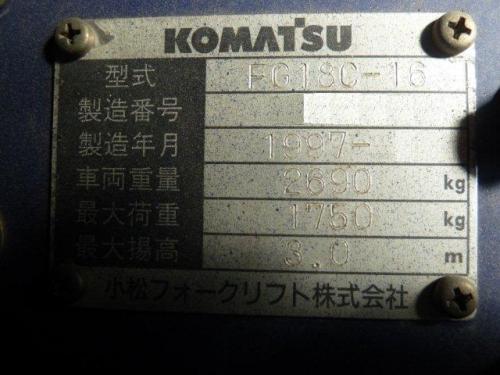 KOMATSU
型式 FG18C-16
製造番号
製造年月 1997-
車両重量 2690 kg
最大荷重 1750 kg
最大揚高 3.0 m
小松フォークリフト株式会社